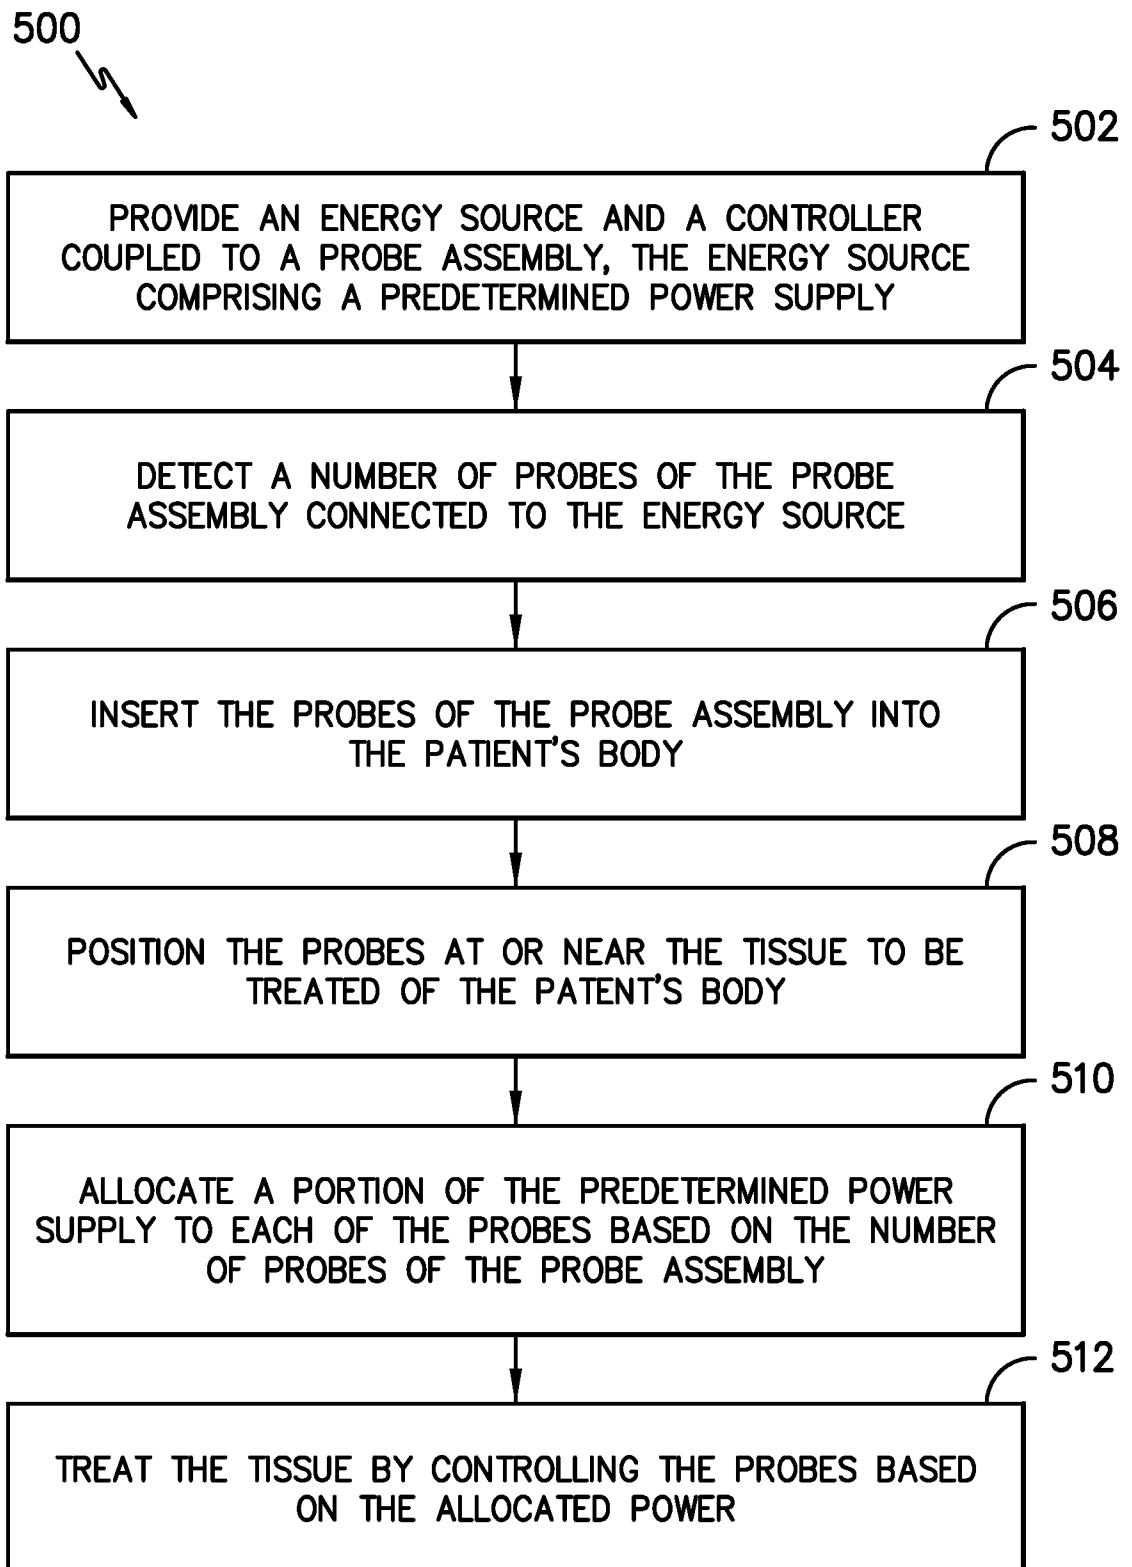 500
502
PROVIDE AN ENERGY SOURCE AND A CONTROLLER
COUPLED TO A PROBE ASSEMBLY, THE ENERGY SOURCE
COMPRISING A PREDETERMINED POWER SUPPLY
504
DETECT A NUMBER OF PROBES OF THE PROBE
ASSEMBLY CONNECTED TO THE ENERGY SOURCE
506
INSERT THE PROBES OF THE PROBE ASSEMBLY INTO
THE PATIENT'S BODY
508
POSITION THE PROBES AT OR NEAR THE TISSUE TO BE
TREATED OF THE PATENT'S BODY
510
ALLOCATE A PORTION OF THE PREDETERMINED POWER
SUPPLY TO EACH OF THE PROBES BASED ON THE NUMBER
OF PROBES OF THE PROBE ASSEMBLY
512
TREAT THE TISSUE BY CONTROLLING THE PROBES BASED
ON THE ALLOCATED POWER